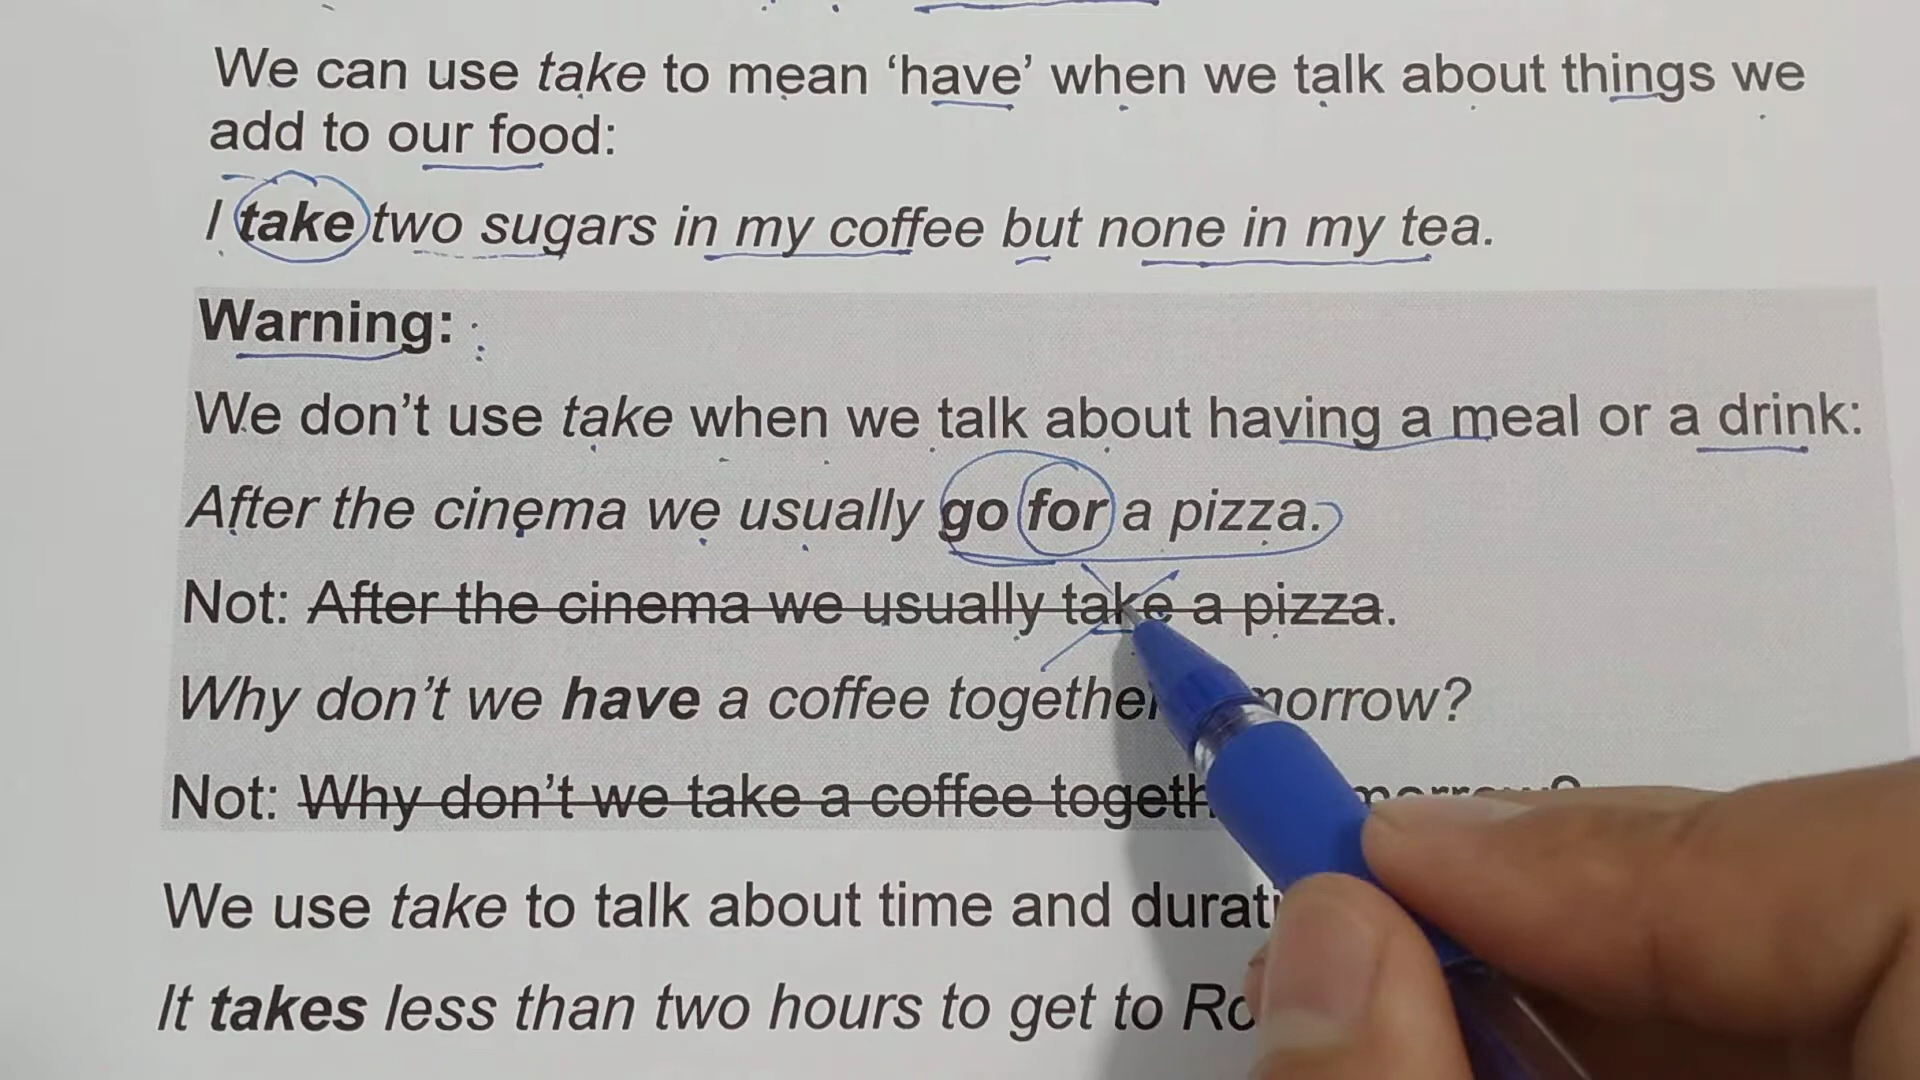 We can use take to mean ‘have’ when we talk about things we
add to our food:
I take two sugars in my coffee but none in my tea.
Warning:
We don’t use take when we talk about having a meal or a drink:
After the cinema we usually go for a pizza.
Not: After the cinema we usually take a pizza.
Why don’t we have a coffee together
Not: Why don’t we take a coffee
We use take to talk about time and
It takes less than two hours to get to